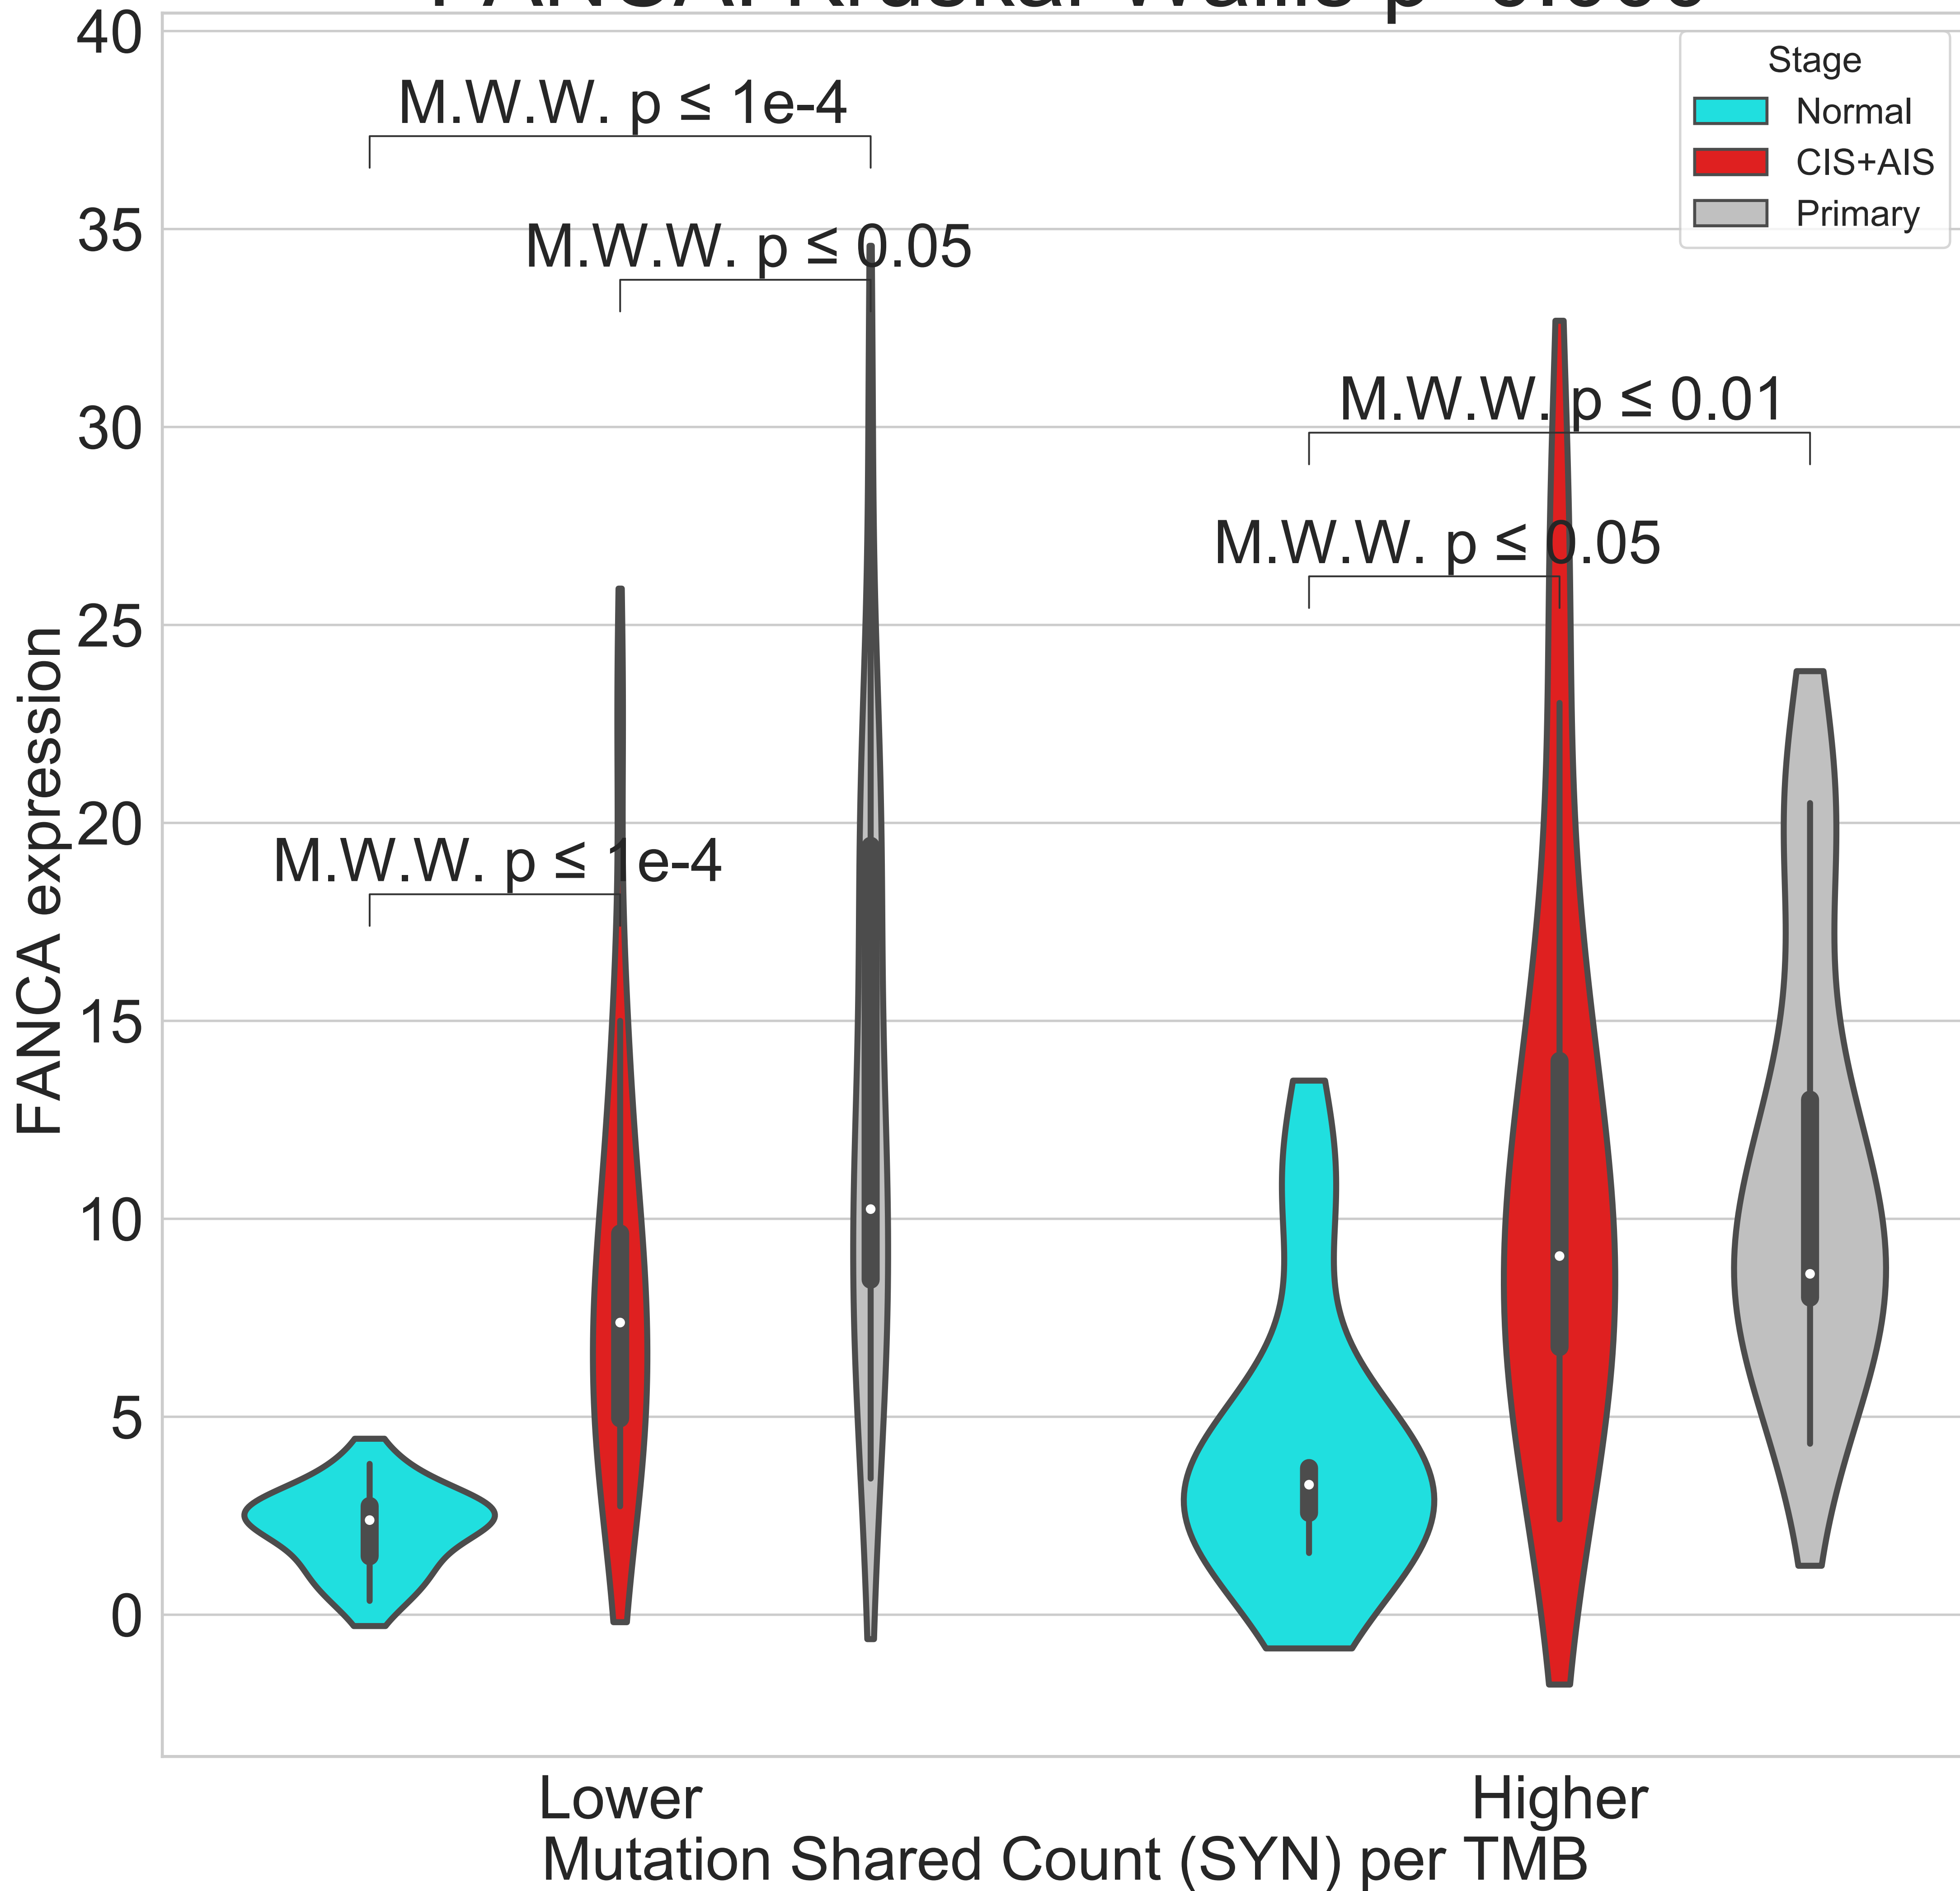 40
M.W.W. p ≤ 1e-4
Stage
Normal
CIS+AIS
Primary
35
M.W.W. p ≤ 0.05
30
M.W.W. p ≤ 0.01
M.W.W. p ≤ 0.05
25
20
M.W.W. p ≤ 1e-4
15
10
5
0
FANCA expression
Lower
Higher
Mutation Shared Count (SYN) per TMB